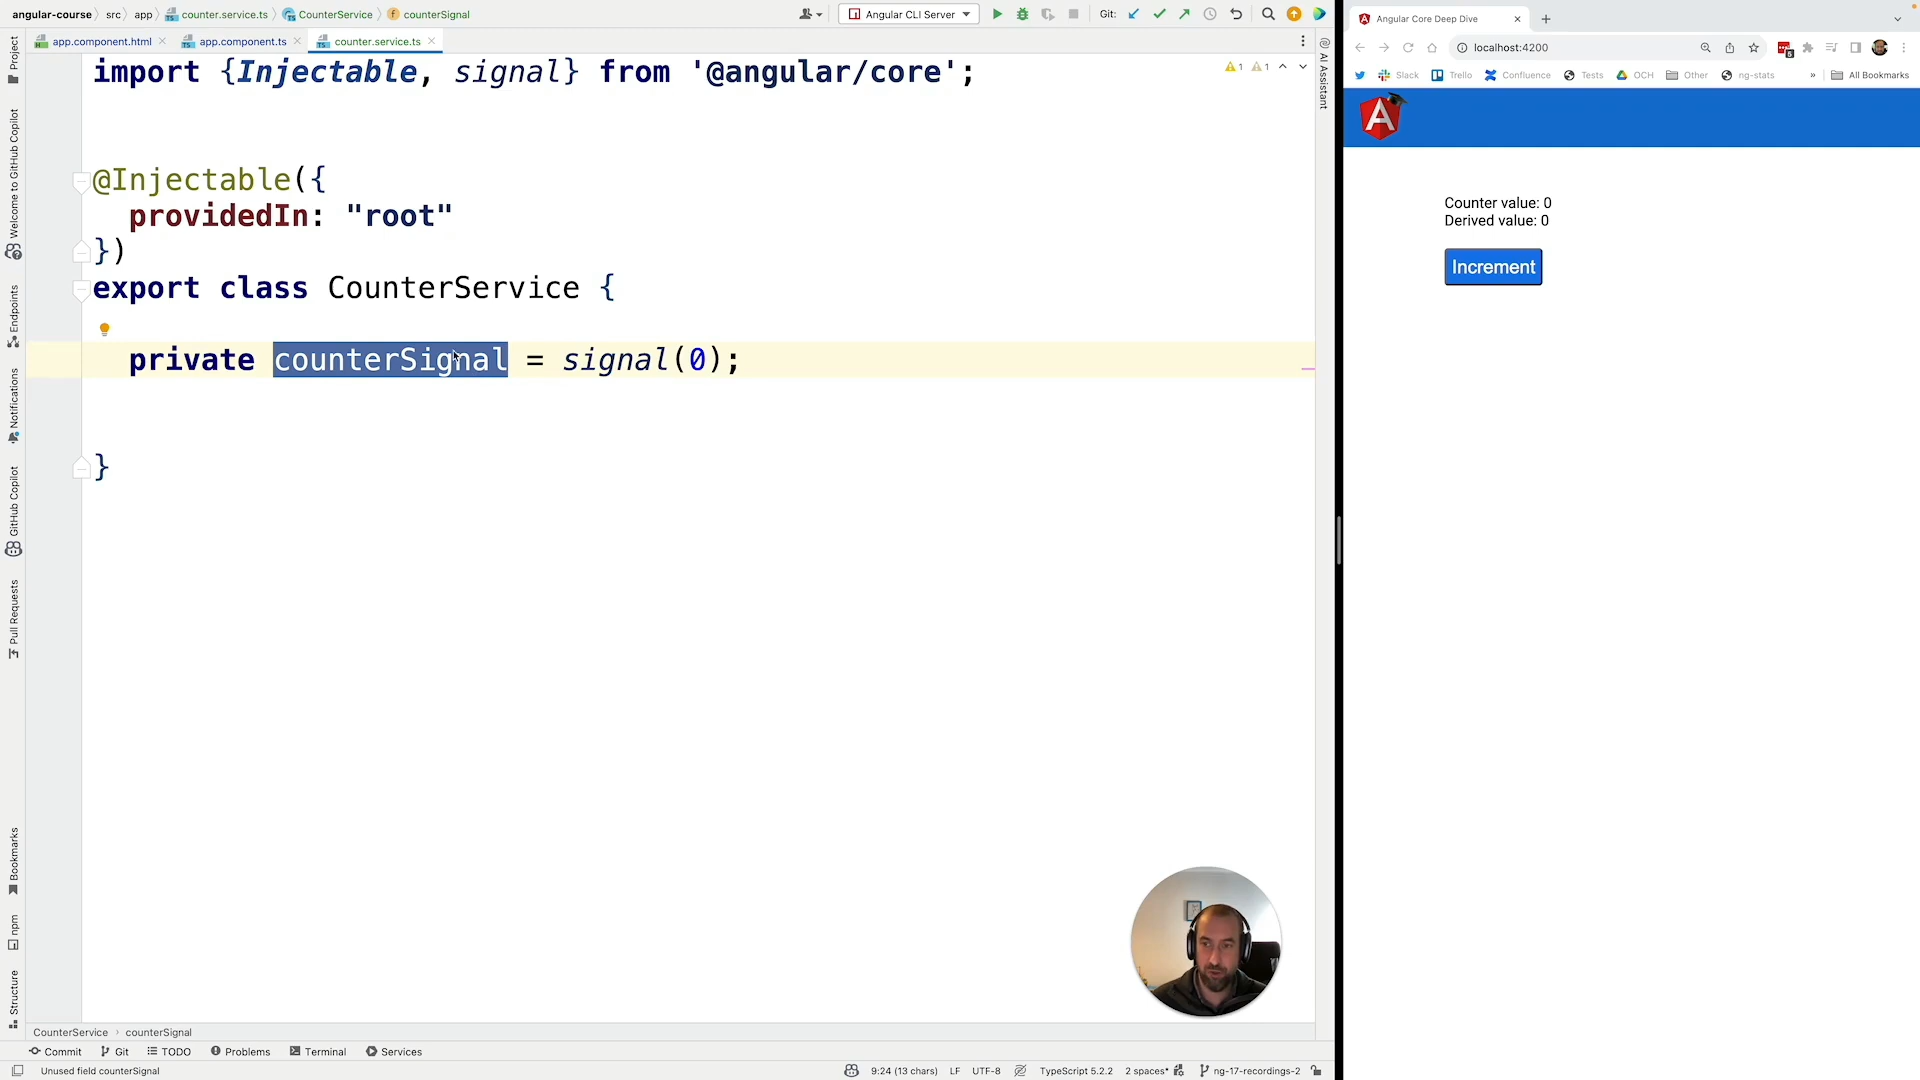 angular-course src app counter.service.ts CounterService counterSignal
Angular CLI Server
Git:
app.component.html
app.component.ts
counter.service.ts
1 1
import {Injectable, signal} from '@angular/core';
@Injectable({
providedIn: "root"
})
export class CounterService {
private counterSignal = signal(0);
}
Project
Welcome to GitHub Copilot
Endpoints
Notifications
GitHub Copilot
Pull Requests
Bookmarks
npm
Structure
AI Assistant
CounterService › counterSignal
Commit Git TODO Problems Terminal Services
Unused field counterSignal
9:24 (13 chars) LF UTF-8 TypeScript 5.2.2 2 spaces* ng-17-recordings-2
Angular Core Deep Dive
localhost:4200
Slack Trello Confluence Tests OCH Other ng-stats » All Bookmarks
Counter value: 0
Derived value: 0
Increment